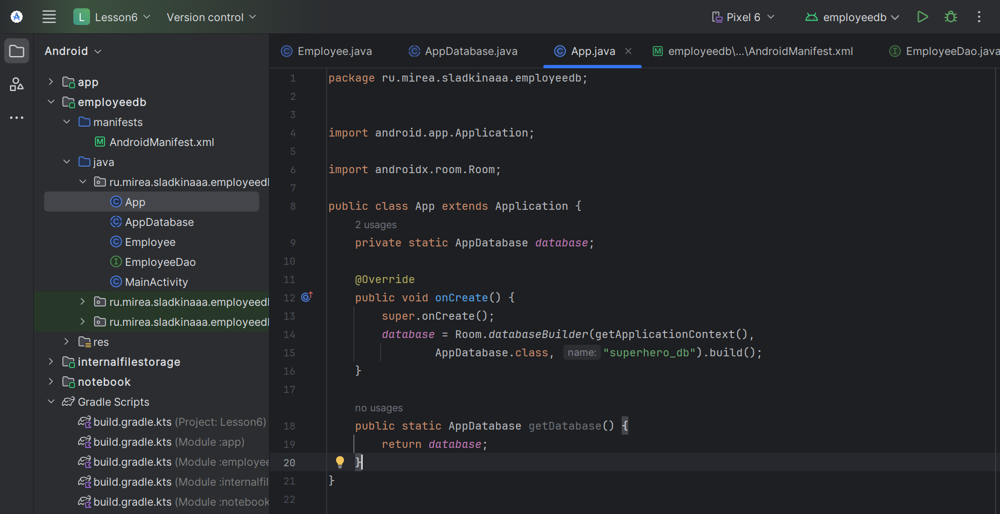 L Lesson6 Version control Pixel 6 employeedb
Android
app
employeedb
manifests
M AndroidManifest.xml
java
ru.mirea.sladkinaaa.employeedb
C App
C AppDatabase
C Employee
I EmployeeDao
C MainActivity
ru.mirea.sladkinaaa.employeedb
ru.mirea.sladkinaaa.employeedb
res
internalfilestorage
notebook
Gradle Scripts
build.gradle.kts (Project: Lesson6)
build.gradle.kts (Module :app)
build.gradle.kts (Module :employee
build.gradle.kts (Module :internalfil
build.gradle.kts (Module :notebook
C Employee.java C AppDatabase.java C App.java M employeedb\...\AndroidManifest.xml I EmployeeDao.java
1 package ru.mirea.sladkinaaa.employeedb;
2
3
4 import android.app.Application;
5
6 import androidx.room.Room;
7
8 public class App extends Application {
2 usages
9 private static AppDatabase database;
10
11 @Override
12 public void onCreate() {
13 super.onCreate();
14 database = Room.databaseBuilder(getApplicationContext(),
15 AppDatabase.class, name: "superhero_db").build();
16 }
17
no usages
18 public static AppDatabase getDatabase() {
19 return database;
20 }
21 }
22